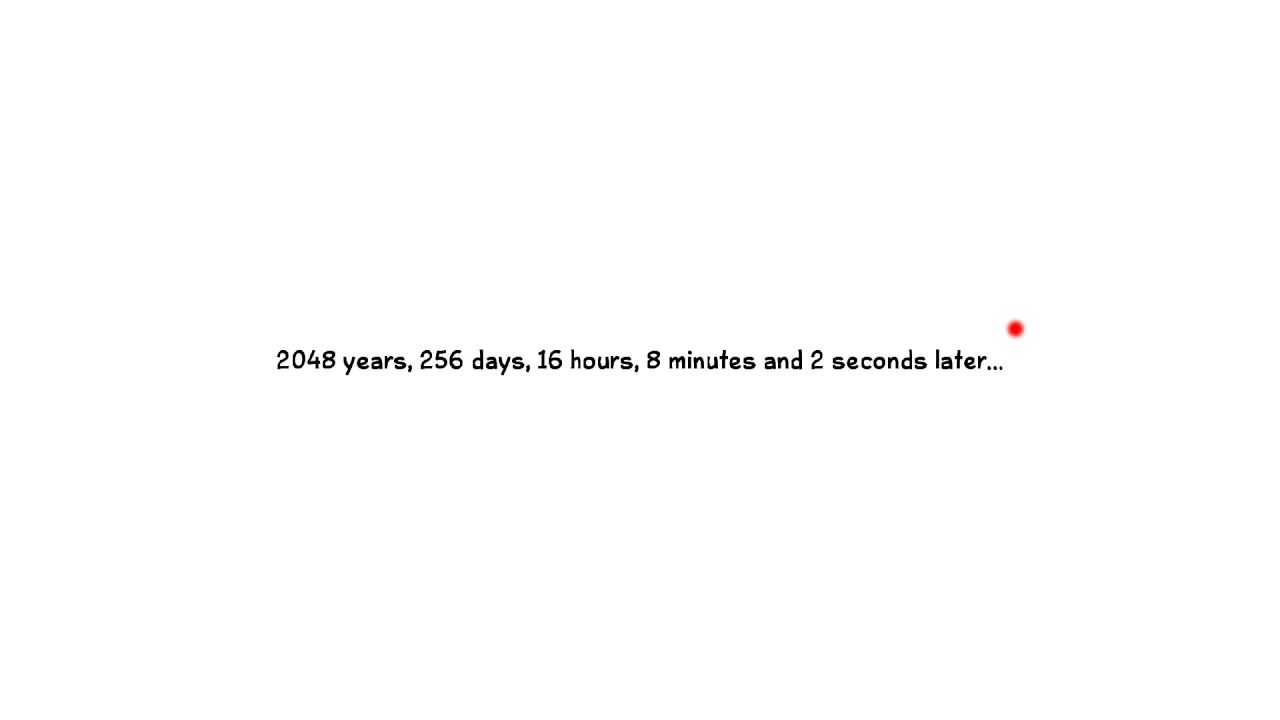 2048 years, 256 days, 16 hours, 8 minutes and 2 seconds later...